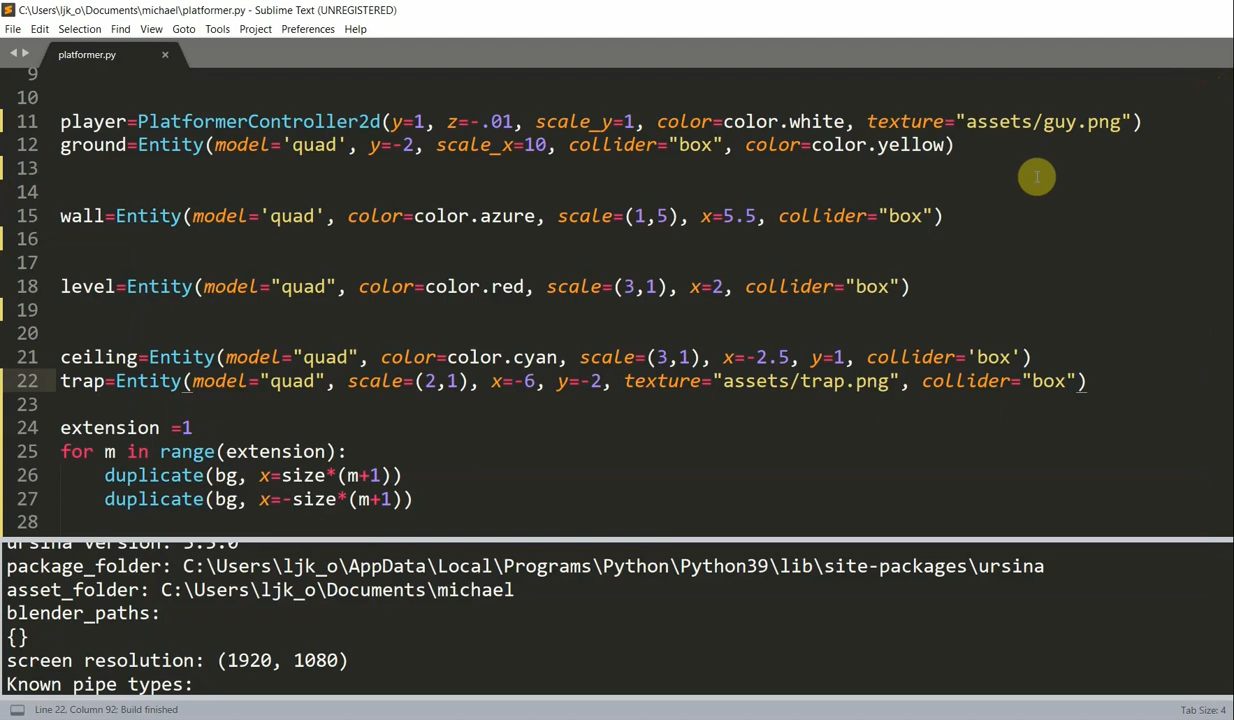 C:\Users\ljk_o\Documents\michael\platformer.py - Sublime Text (UNREGISTERED)
File Edit Selection Find View Goto Tools Project Preferences Help
platformer.py ×
9
10
11 player=PlatformerController2d(y=1, z=-.01, scale_y=1, color=color.white, texture="assets/guy.png")
12 ground=Entity(model='quad', y=-2, scale_x=10, collider="box", color=color.yellow)
13
14
15 wall=Entity(model='quad', color=color.azure, scale=(1,5), x=5.5, collider="box")
16
17
18 level=Entity(model="quad", color=color.red, scale=(3,1), x=2, collider="box")
19
20
21 ceiling=Entity(model="quad", color=color.cyan, scale=(3,1), x=-2.5, y=1, collider='box')
22 trap=Entity(model="quad", scale=(2,1), x=-6, y=-2, texture="assets/trap.png", collider="box")
23
24 extension =1
25 for m in range(extension):
26 duplicate(bg, x=size*(m+1))
27 duplicate(bg, x=-size*(m+1))
28
ursina version: 3.3.0
package_folder: C:\Users\ljk_o\AppData\Local\Programs\Python\Python39\lib\site-packages\ursina
asset_folder: C:\Users\ljk_o\Documents\michael
blender_paths:
{}
screen resolution: (1920, 1080)
Known pipe types:
Line 22, Column 92; Build finished
Tab Size: 4